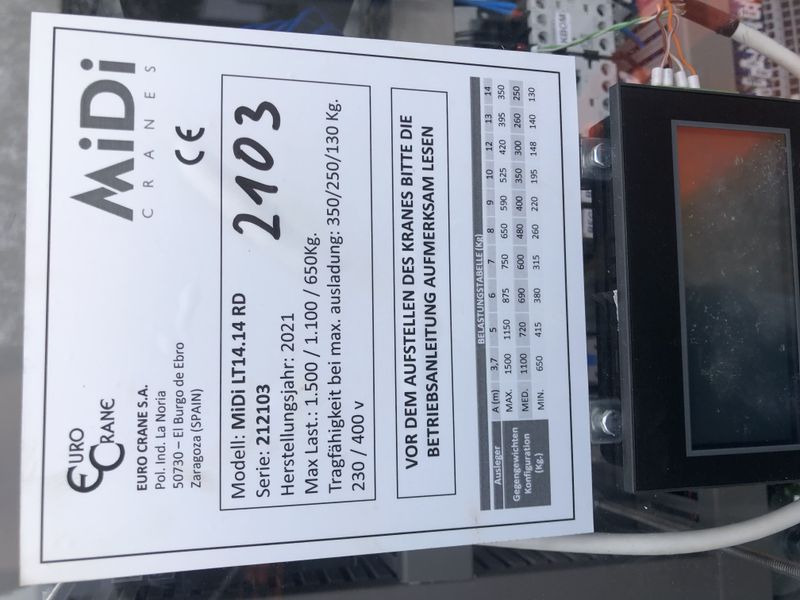 EURO CRANE
MiDi
CRANES
CE
EURO CRANE S.A.
Pol. Ind. La Noria
50730 – El Burgo de Ebro
Zaragoza (SPAIN)
Modell: MiDi LT14.14 RD
Serie: 212103
2103
Herstellungsjahr: 2021
Max Last.: 1.500 / 1.100 / 650Kg.
Tragfähigkeit bei max. ausladung: 350/250/130 Kg.
230 / 400 v
VOR DEM AUFSTELLEN DES KRANES BITTE DIE
BETRIEBSANLEITUNG AUFMERKSAM LESEN
BELASTUNGSTABELLE (Kg)
Ausleger A (m) 3,7 5 6 7 8 9 10 12 13 14
Gegengewichten Konfiguration (Kg.)
MAX. 1500 1150 875 750 650 590 525 420 395 350
MED. 1100 720 690 600 480 400 350 300 260 250
MIN. 650 415 380 315 260 220 195 148 140 130
KBCM